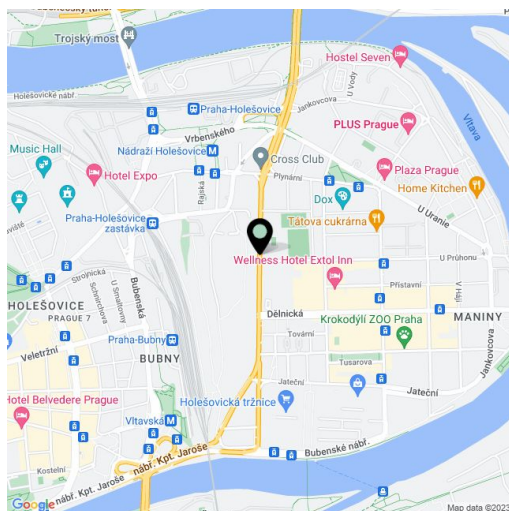 Trojský most
Hostel Seven
Holešovické nábř.
Praha-Holešovice
Jankovcova
U Vody
Vltava
PLUS Prague
Vrbenského
Music Hall
Nádraží Holešovice
Cross Club
Plaza Prague
Hotel Expo
Rajská
Plynární
Home Kitchen
Dox
Praha-Holešovice
zastávka
Tátova cukrárna
U Uranie
Wellness Hotel Extol Inn
U Průhonu
Strojnická
Schnirchova
U Smaltovny
Bubenská
Přístavní
V Háji
HOLEŠOVICE
PRAGUE 7
Dělnická
MANINY
Krokodýlí ZOO Praha
Tovární
Praha-Bubny
Veletržní
BUBNY
Tusarova
Jankovcova
Jateční
Jateční
Hotel Belvedere Prague
Holešovická tržnice
Vltavská
Bubenské nábř.
nábř. Kpt. Jaroše
Kostelní
nábř. Kpt. Jaroše
Google
Map data ©2023